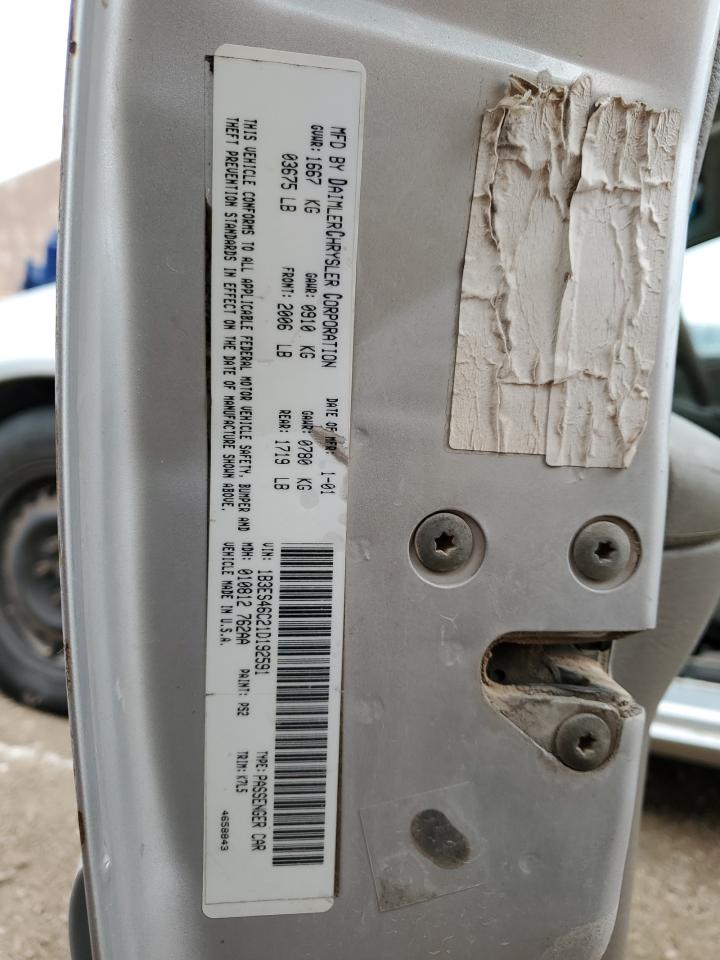 MFD BY DAIMLERCHRYSLER CORPORATION DATE OF MFR: 1-01
GVWR: 1667 KG GAWR: 0910 KG GAWR: 0780 KG
03675 LB FRONT: 2006 LB REAR: 1719 LB
THIS VEHICLE CONFORMS TO ALL APPLICABLE FEDERAL MOTOR VEHICLE SAFETY, BUMPER AND
THEFT PREVENTION STANDARDS IN EFFECT ON THE DATE OF MANUFACTURE SHOWN ABOVE.
VIN: 1B3ES46C21D192591 TYPE: PASSENGER CAR
MDH: 010812 762AA PAINT: PS2 TRIM: K7L5
VEHICLE MADE IN U.S.A. 4658843